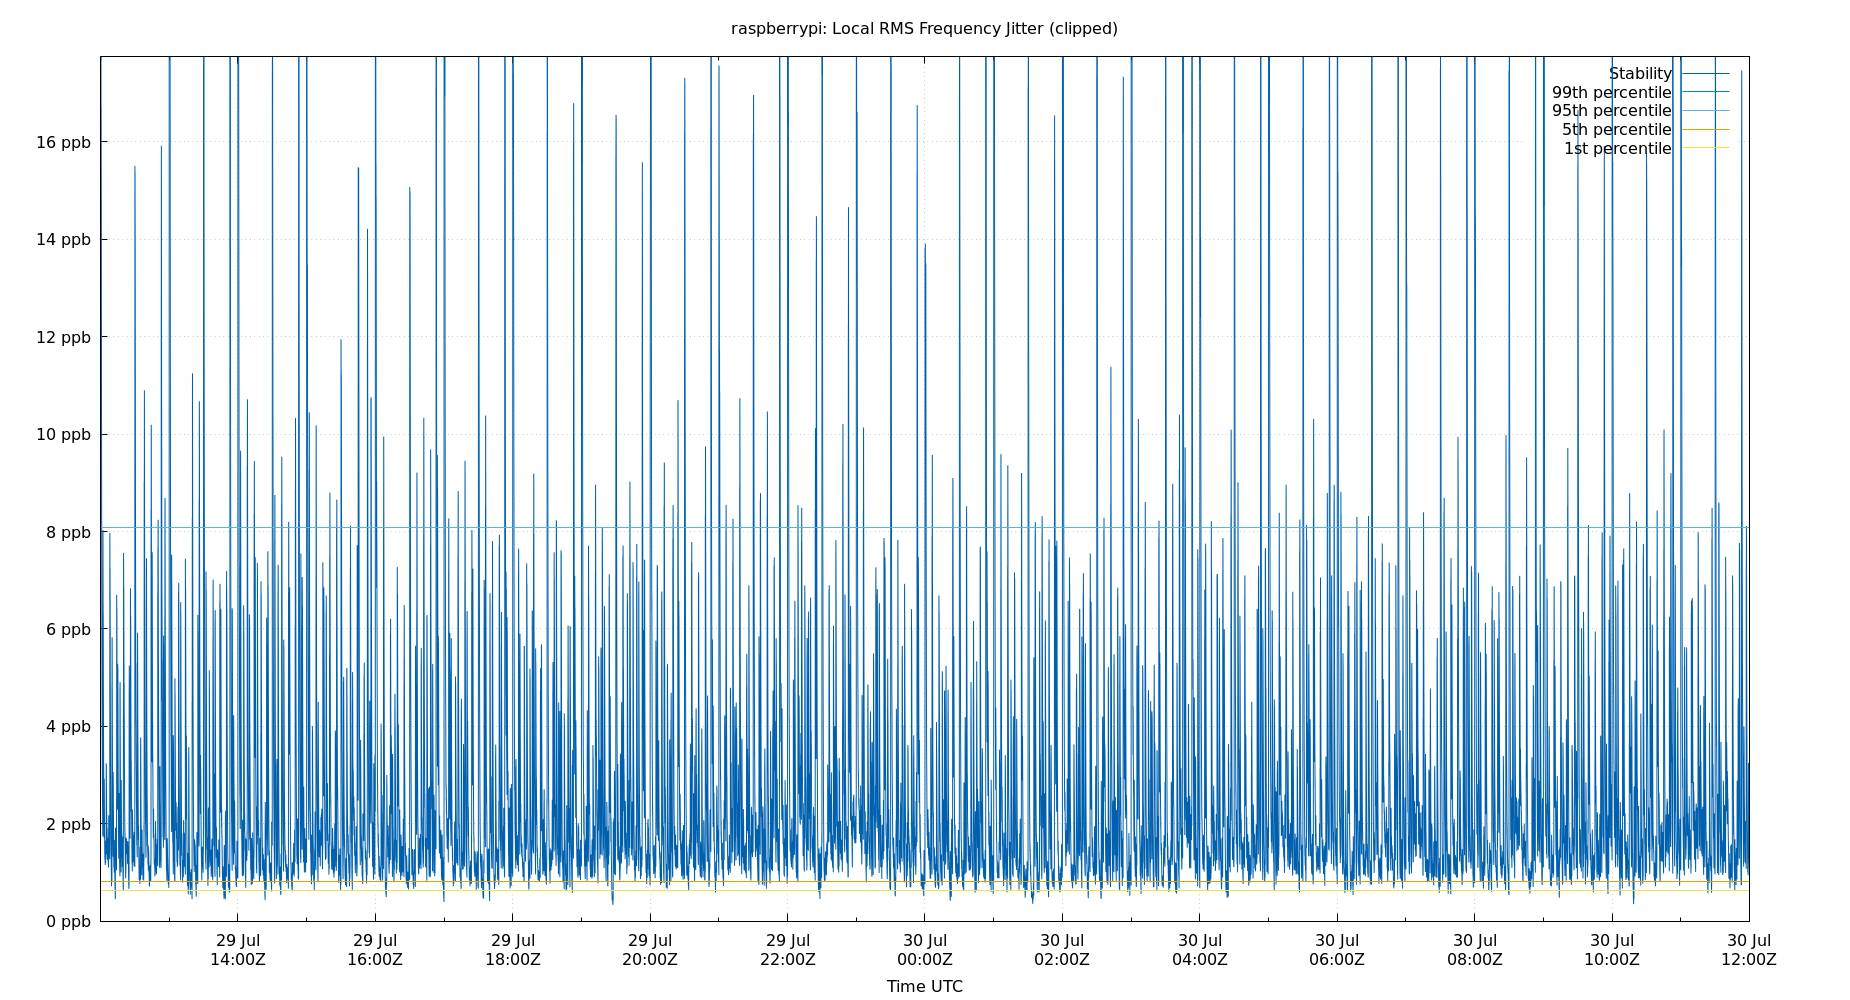 raspberrypi: Local RMS Frequency Jitter (clipped)
Stability
99th percentile
95th percentile
5th percentile
1st percentile
16 ppb
14 ppb
12 ppb
10 ppb
8 ppb
6 ppb
4 ppb
2 ppb
0 ppb
29 Jul 29 Jul 29 Jul 29 Jul 29 Jul 30 Jul 30 Jul 30 Jul 30 Jul 30 Jul 30 Jul 30 Jul
14:00Z 16:00Z 18:00Z 20:00Z 22:00Z 00:00Z 02:00Z 04:00Z 06:00Z 08:00Z 10:00Z 12:00Z
Time UTC